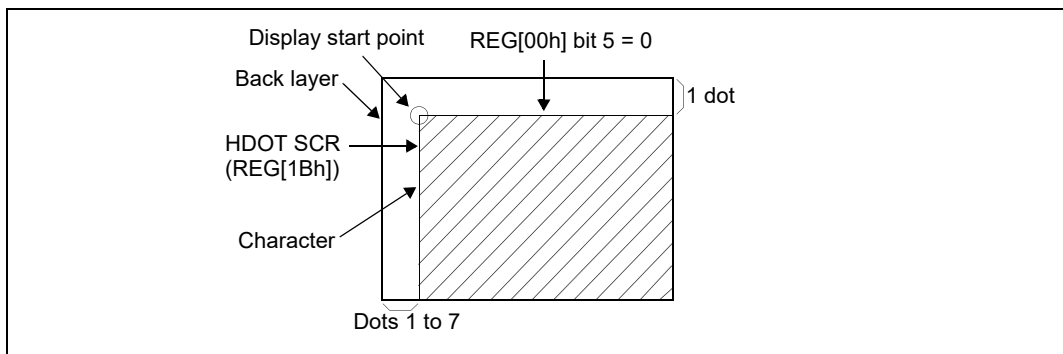 Display start point
REG[00h] bit 5 = 0
Back layer
1 dot
HDOT SCR
(REG[1Bh])
Character
Dots 1 to 7